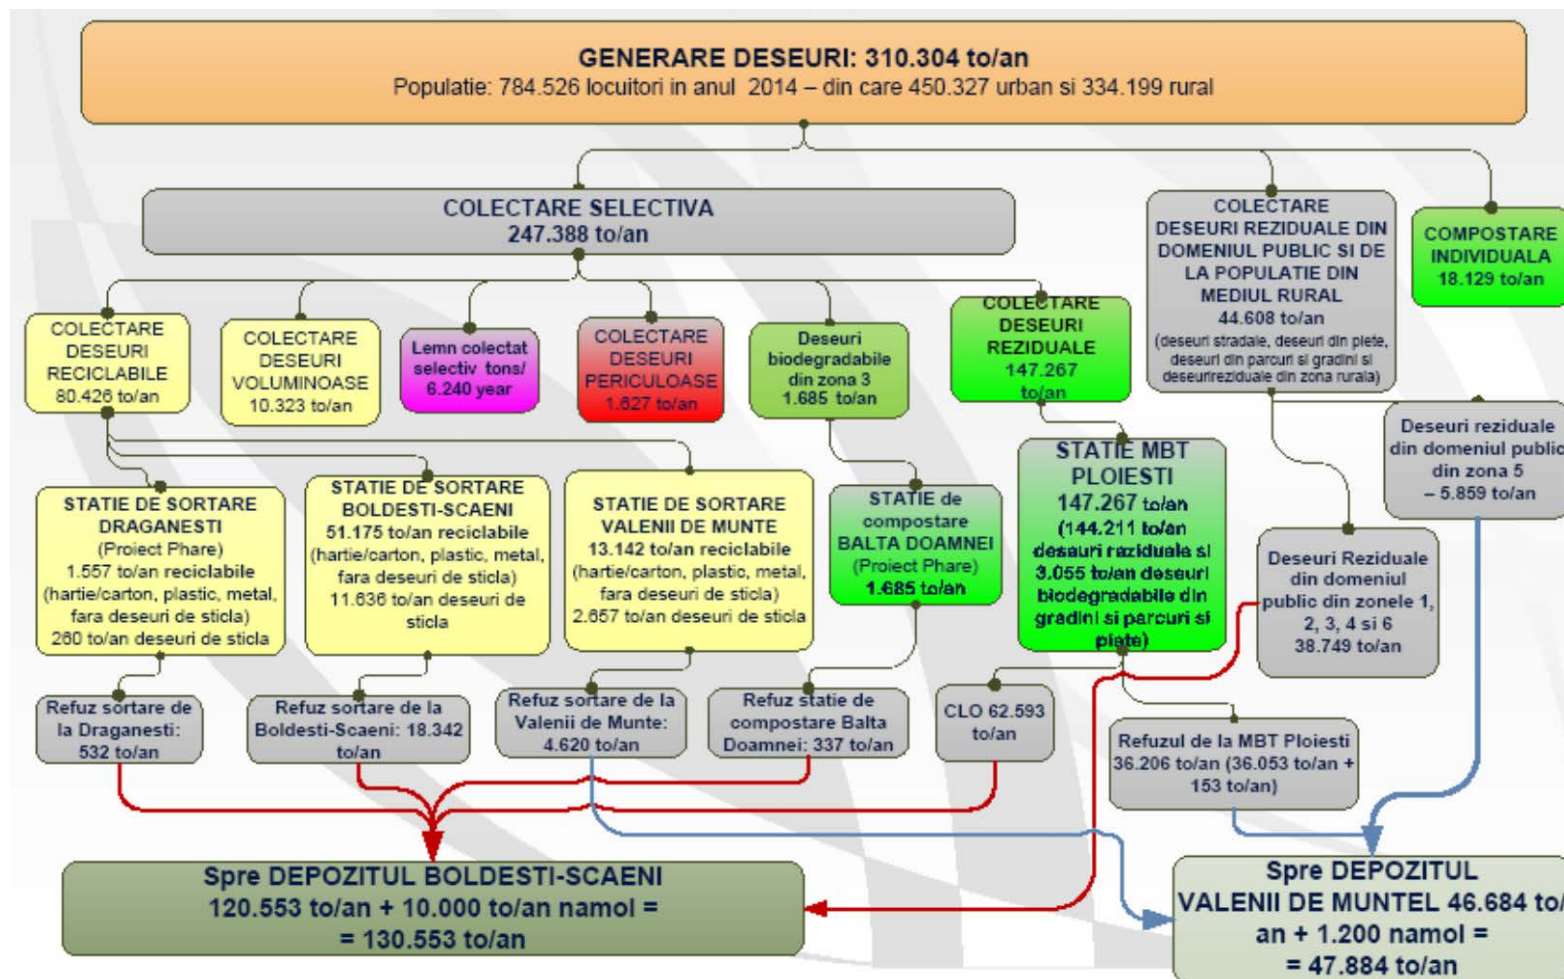 GENERARE DESEURI: 310.304 to/an
Populatie: 784.526 locuitori in anul 2014 – din care 450.327 urban si 334.199 rural
COLECTARE SELECTIVA
247.388 to/an
COLECTARE
DESEURI REZIDUALE DIN
DOMENIUL PUBLIC SI DE
LA POPULATIE DIN
MEDIUL RURAL
44.608 to/an
(deseuri stradale, deseuri din piete,
deseuri din parcuri si gradini si
deseurireziduale din zona rurala)
COMPOSTARE
INDIVIDUALA
18.129 to/an
COLECTARE
DESEURI
RECICLABILE
80.426 to/an
COLECTARE
DESEURI
VOLUMINOASE
10.323 to/an
Lemn colectat
selectiv tons/
6.240 year
COLECTARE
DESEURI
PERICULOASE
1.627 to/an
Deseuri
biodegradabile
din zona 3
1.685 to/an
COLECTARE
DESEURI
REZIDUALE
147.267
to/an
Deseuri reziduale
din domeniul public
din zona 5
– 5.859 to/an
STATIE DE SORTARE
DRAGANESTI
(Proiect Phare)
1.557 to/an reciclabile
(hartie/carton, plastic, metal,
fara deseuri de sticla)
260 to/an deseuri de sticla
STATIE DE SORTARE
BOLDESTI-SCAENI
51.175 to/an reciclabile
(hartie/carton, plastic, metal,
fara deseuri de sticla)
11.636 to/an deseuri de
sticla
STATIE DE SORTARE
VALENII DE MUNTE
13.142 to/an reciclabile
(hartie/carton, plastic, metal,
fara deseuri de sticla)
2.657 to/an deseuri de sticla
STATIE de
compostare
BALTA DOAMNEI
(Proiect Phare)
1.685 to/an
STATIE MBT
PLOIESTI
147.267 to/an
(144.211 to/an
deseuri raziduale si
3.055 to/an deseuri
biodegradabile din
gradini si parcuri si
piete)
Deseuri Reziduale
din domeniul
public din zonele 1,
2, 3, 4 si 6
38.749 to/an
Refuz sortare de
la Draganesti:
532 to/an
Refuz sortare de la
Boldesti-Scaeni: 18.342
to/an
Refuz sortare de la
Valenii de Munte:
4.620 to/an
Refuz statie de
compostare Balta
Doamnei: 337 to/an
CLO 62.593
to/an
Refuzul de la MBT Ploiesti
36.206 to/an (36.053 to/an +
153 to/an)
Spre DEPOZITUL BOLDESTI-SCAENI
120.553 to/an + 10.000 to/an namol =
= 130.553 to/an
Spre DEPOZITUL
VALENII DE MUNTEL 46.684 to/
an + 1.200 namol =
= 47.884 to/an